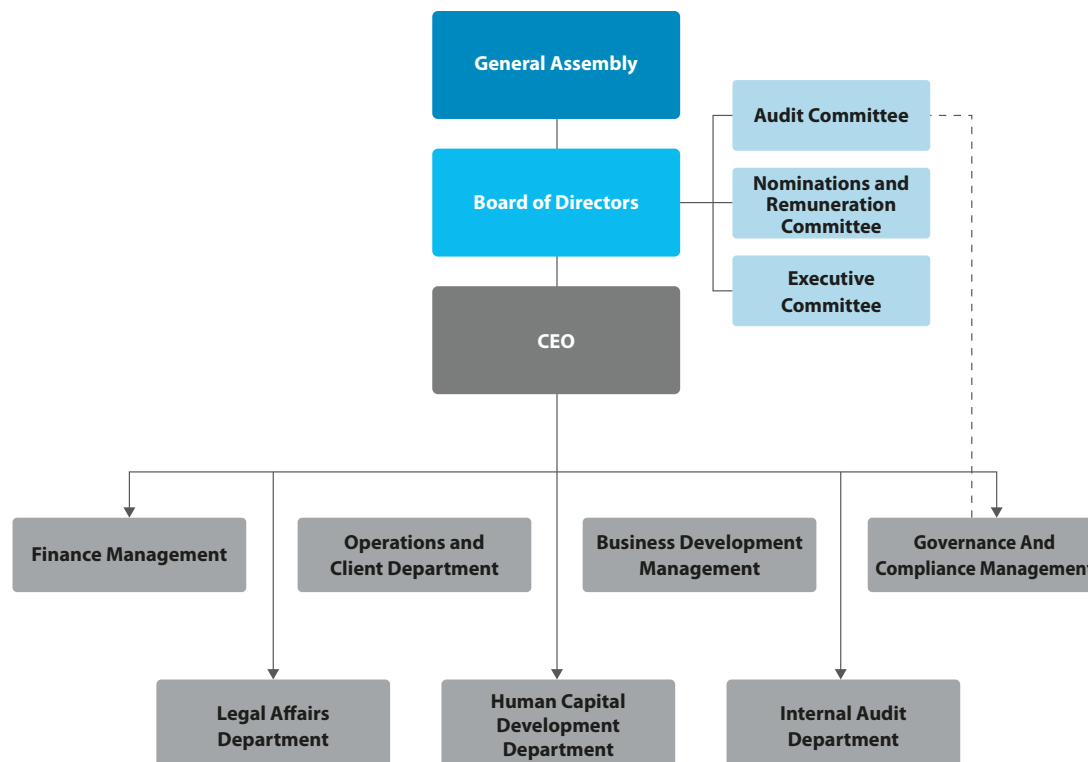 General Assembly
Audit Committee
Board of Directors
Nominations and
Remuneration
Committee
Executive
Committee
CEO
Finance Management
Operations and
Client Department
Business Development
Management
Governance And
Compliance Management
Legal Affairs
Department
Human Capital
Development
Department
Internal Audit
Department